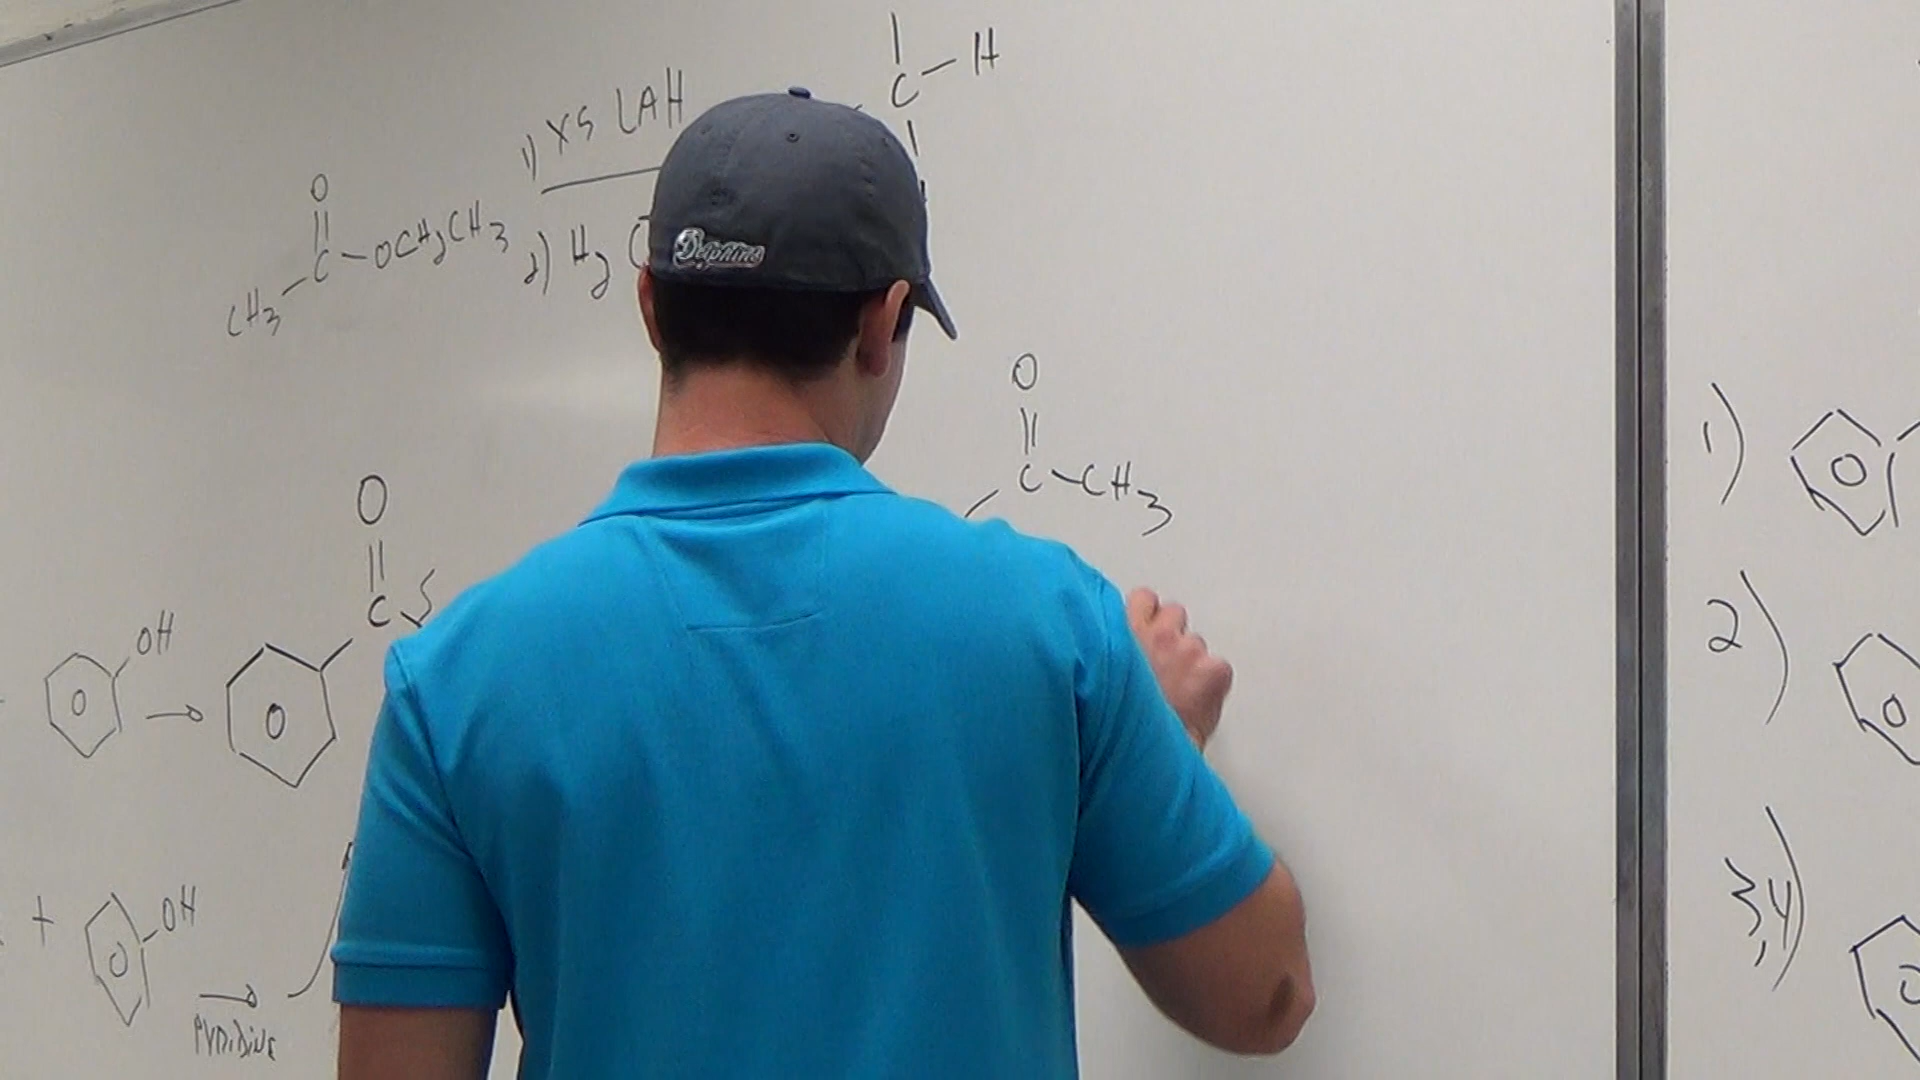 C-H
1) XS LAH
O
C-OCH2CH3
CH3
2) H2
Dolphins
O
C-CH3
O
C
OH
O
+
OH
O
Pyridine
1)
O
2)
O
3,4)
O